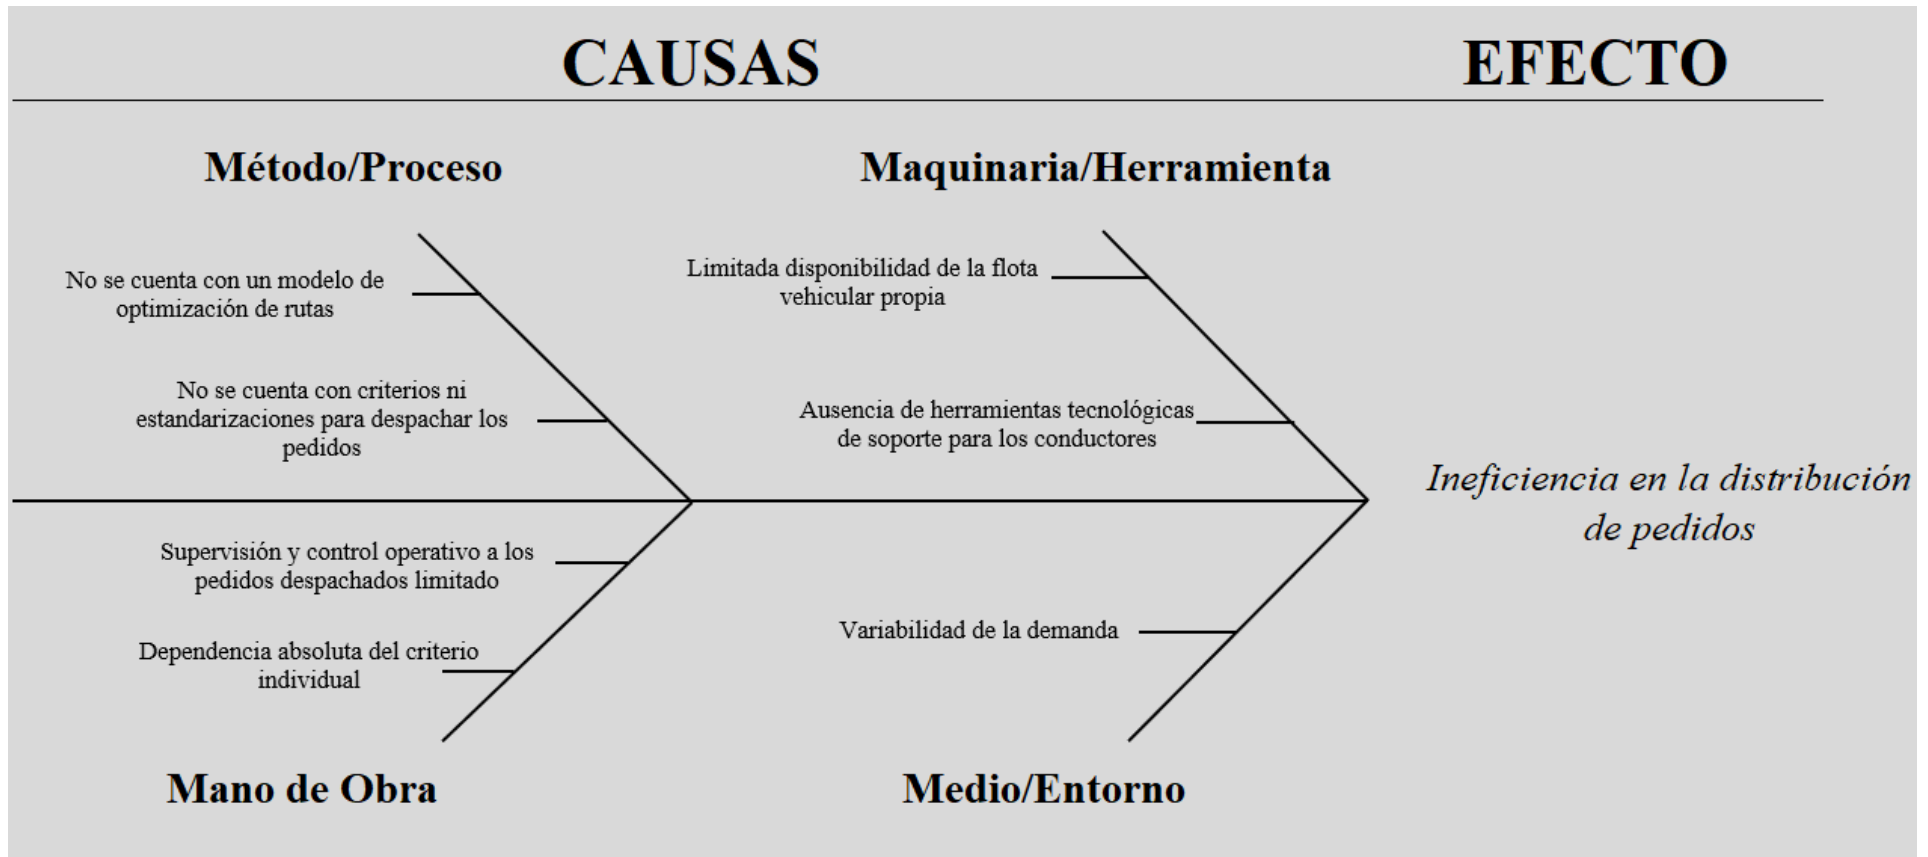 CAUSAS
EFECTO
Método/Proceso
Maquinaria/Herramienta
No se cuenta con un modelo de
optimización de rutas
No se cuenta con criterios ni
estandarizaciones para despachar los
pedidos
Limitada disponibilidad de la flota
vehicular propia
Ausencia de herramientas tecnológicas
de soporte para los conductores
Ineficiencia en la distribución
de pedidos
Supervisión y control operativo a los
pedidos despachados limitado
Dependencia absoluta del criterio
individual
Variabilidad de la demanda
Mano de Obra
Medio/Entorno